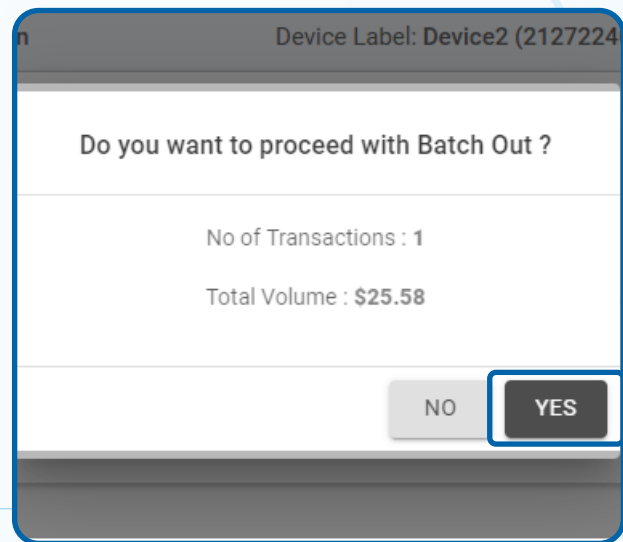 n Device Label: Device2 (2127224
Do you want to proceed with Batch Out ?
No of Transactions : 1
Total Volume : $25.58
NO YES